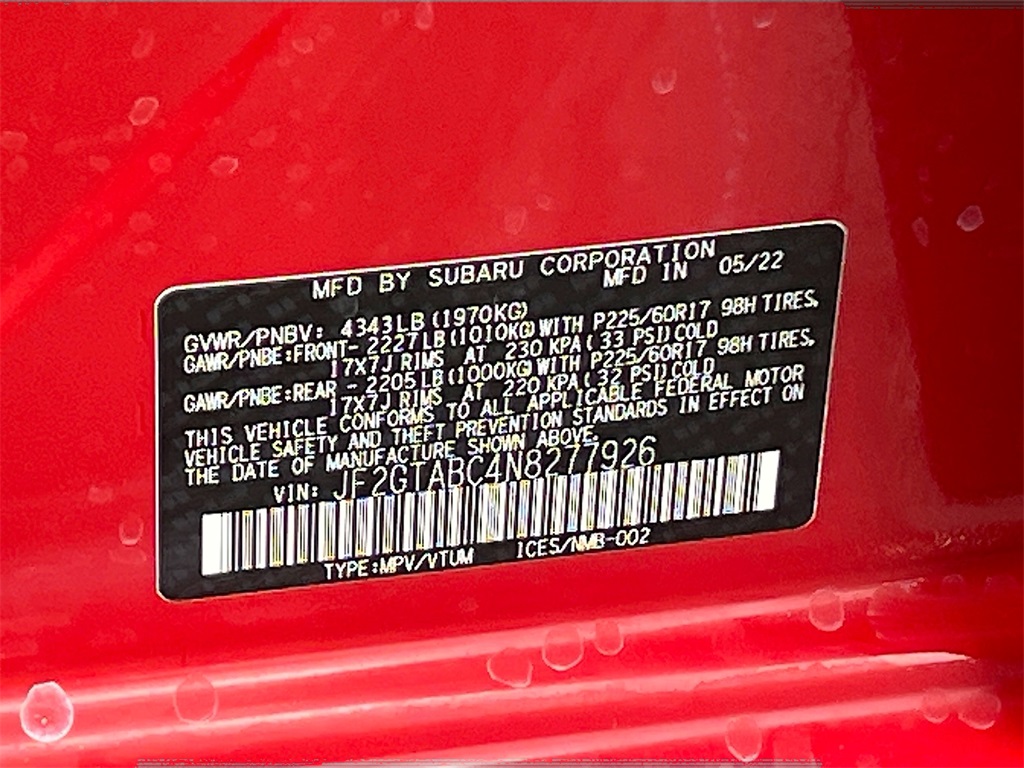 MFD BY SUBARU CORPORATION
MFD IN 05/22
GVWR/PNBV: 4343LB(1970KG)
GAWR/PNBE:FRONT- 2227LB(1010KG)WITH P225/60R17 98H TIRES,
17X7J RIMS AT 230 KPA( 33 PSI)COLD
GAWR/PNBE:REAR - 2205LB(1000KG)WITH P225/60R17 98H TIRES,
17X7J RIMS AT 220 KPA( 32 PSI)COLD
THIS VEHICLE CONFORMS TO ALL APPLICABLE FEDERAL MOTOR
VEHICLE SAFETY AND THEFT PREVENTION STANDARDS IN EFFECT ON
THE DATE OF MANUFACTURE SHOWN ABOVE.
VIN: JF2GTABC4N8277926
TYPE:MPV/VTUM ICES/NMB-002